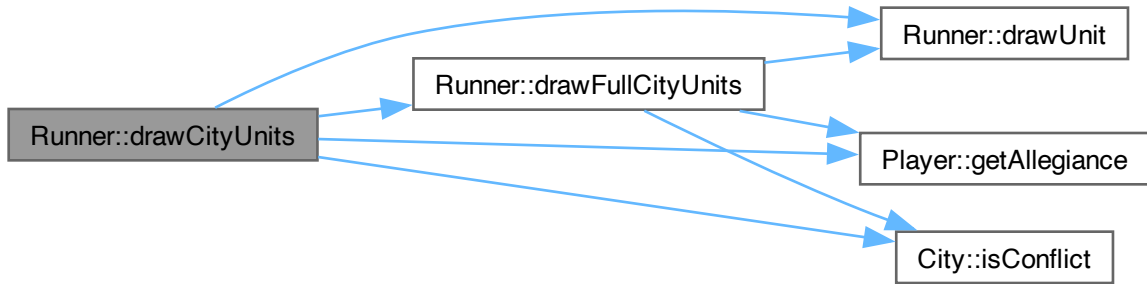 Runner::drawCityUnits
Runner::drawFullCityUnits
Runner::drawUnit
Player::getAllegiance
City::isConflict